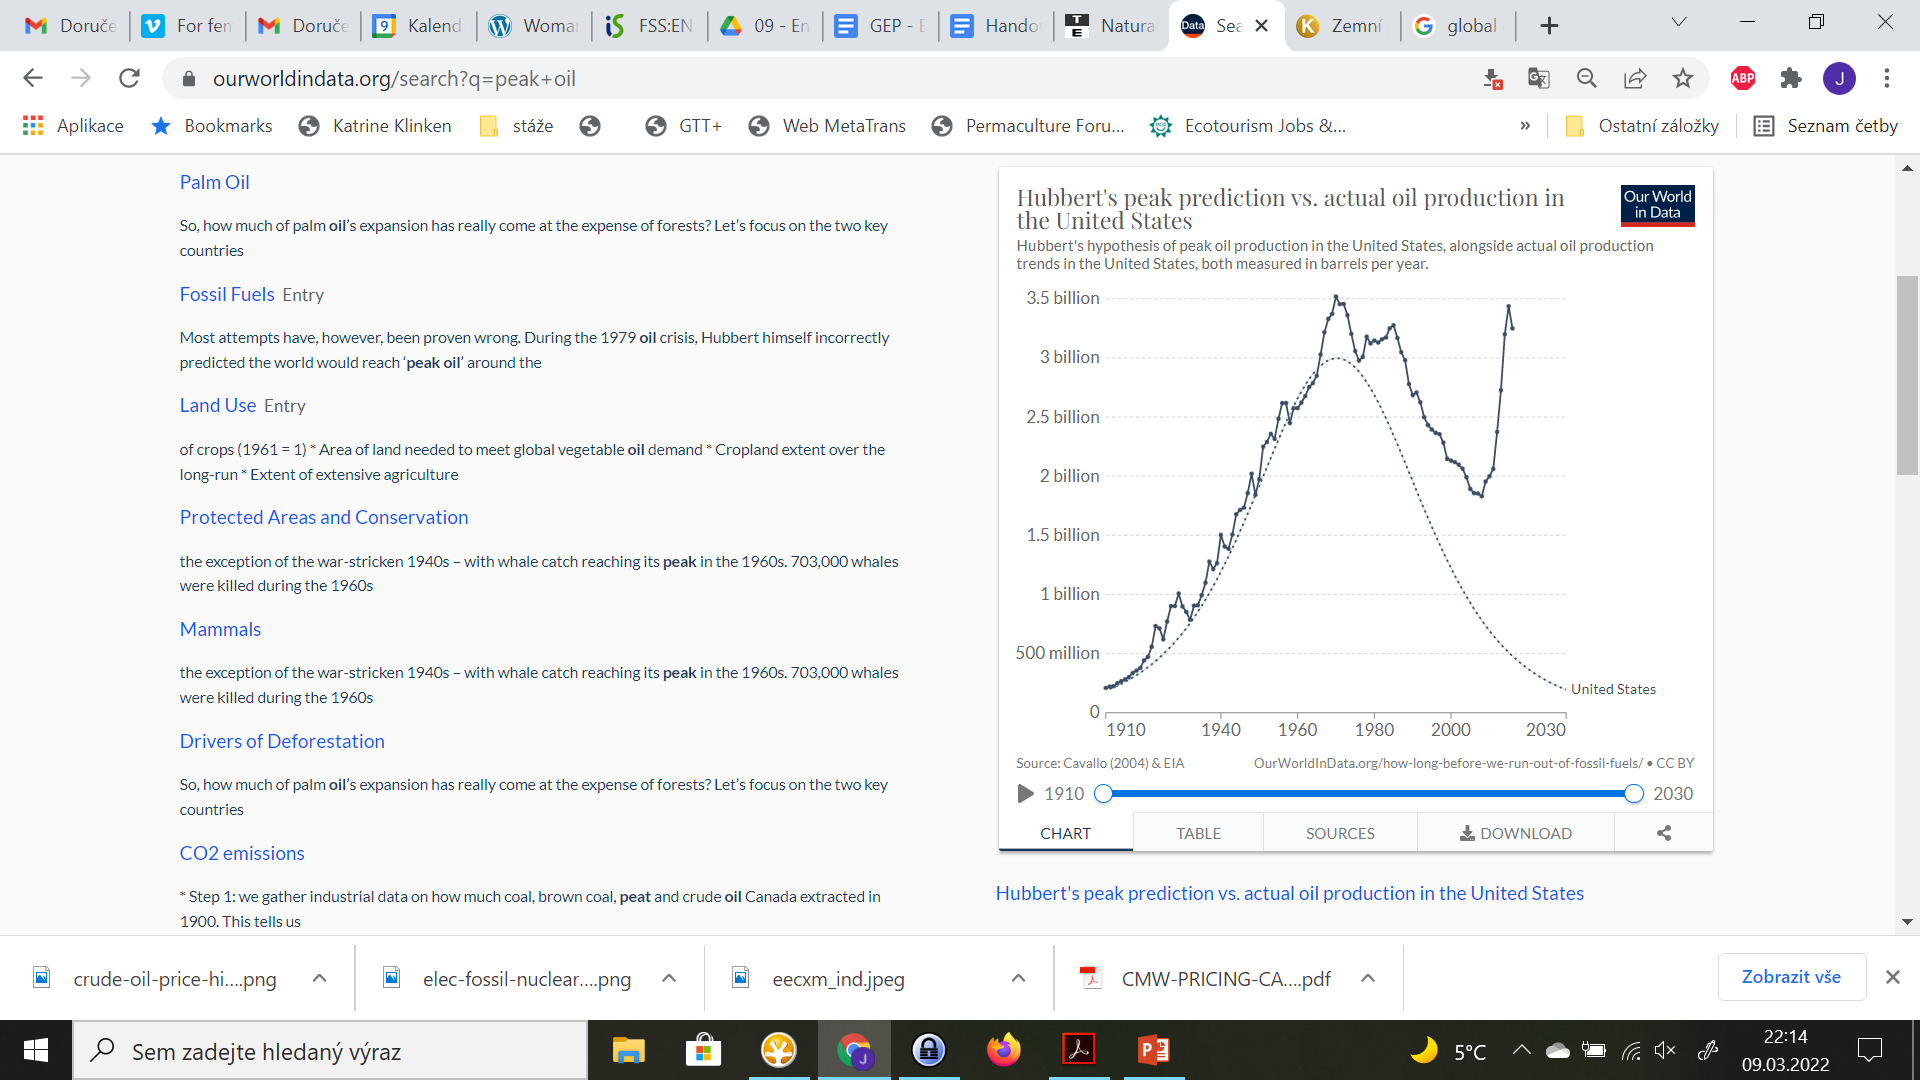 Doruče
For fem
Doruče
9
Kalend
Woman
FSS:EN
09 - En
GEP - E
Hando
T E
Natura
Data
Sea
K
Zemní
global
ourworldindata.org/search?q=peak+oil
ABP
J
Aplikace
Bookmarks
Katrine Klinken
stáže
GTT+
Web MetaTrans
Permaculture Foru...
Ecotourism Jobs &...
»
Ostatní záložky
Seznam četby
Palm Oil
So, how much of palm oil’s expansion has really come at the expense of forests? Let’s focus on the two key
countries
Fossil Fuels Entry
Most attempts have, however, been proven wrong. During the 1979 oil crisis, Hubbert himself incorrectly
predicted the world would reach ‘peak oil’ around the
Land Use Entry
of crops (1961 = 1) * Area of land needed to meet global vegetable oil demand * Cropland extent over the
long-run * Extent of extensive agriculture
Protected Areas and Conservation
the exception of the war-stricken 1940s – with whale catch reaching its peak in the 1960s. 703,000 whales
were killed during the 1960s
Mammals
the exception of the war-stricken 1940s – with whale catch reaching its peak in the 1960s. 703,000 whales
were killed during the 1960s
Drivers of Deforestation
So, how much of palm oil’s expansion has really come at the expense of forests? Let’s focus on the two key
countries
CO2 emissions
* Step 1: we gather industrial data on how much coal, brown coal, peat and crude oil Canada extracted in
1900. This tells us
Hubbert's peak prediction vs. actual oil production in
the United States
Our World
in Data
Hubbert's hypothesis of peak oil production in the United States, alongside actual oil production
trends in the United States, both measured in barrels per year.
3.5 billion
3 billion
2.5 billion
2 billion
1.5 billion
1 billion
500 million
0
United States
1910 1940 1960 1980 2000 2030
Source: Cavallo (2004) & EIA
OurWorldInData.org/how-long-before-we-run-out-of-fossil-fuels/ • CC BY
1910
2030
CHART
TABLE
SOURCES
DOWNLOAD
Hubbert's peak prediction vs. actual oil production in the United States
crude-oil-price-hi....png
elec-fossil-nuclear....png
eecxm_ind.jpeg
CMW-PRICING-CA....pdf
Zobrazit vše
Sem zadejte hledaný výraz
J
5°C
22:14
09.03.2022